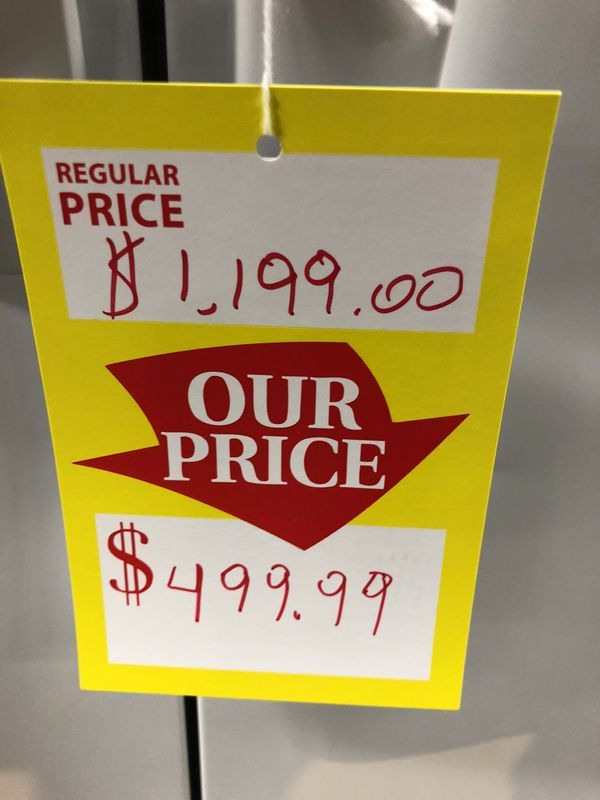 REGULAR
PRICE
$1,199.00
OUR
PRICE
$499.99